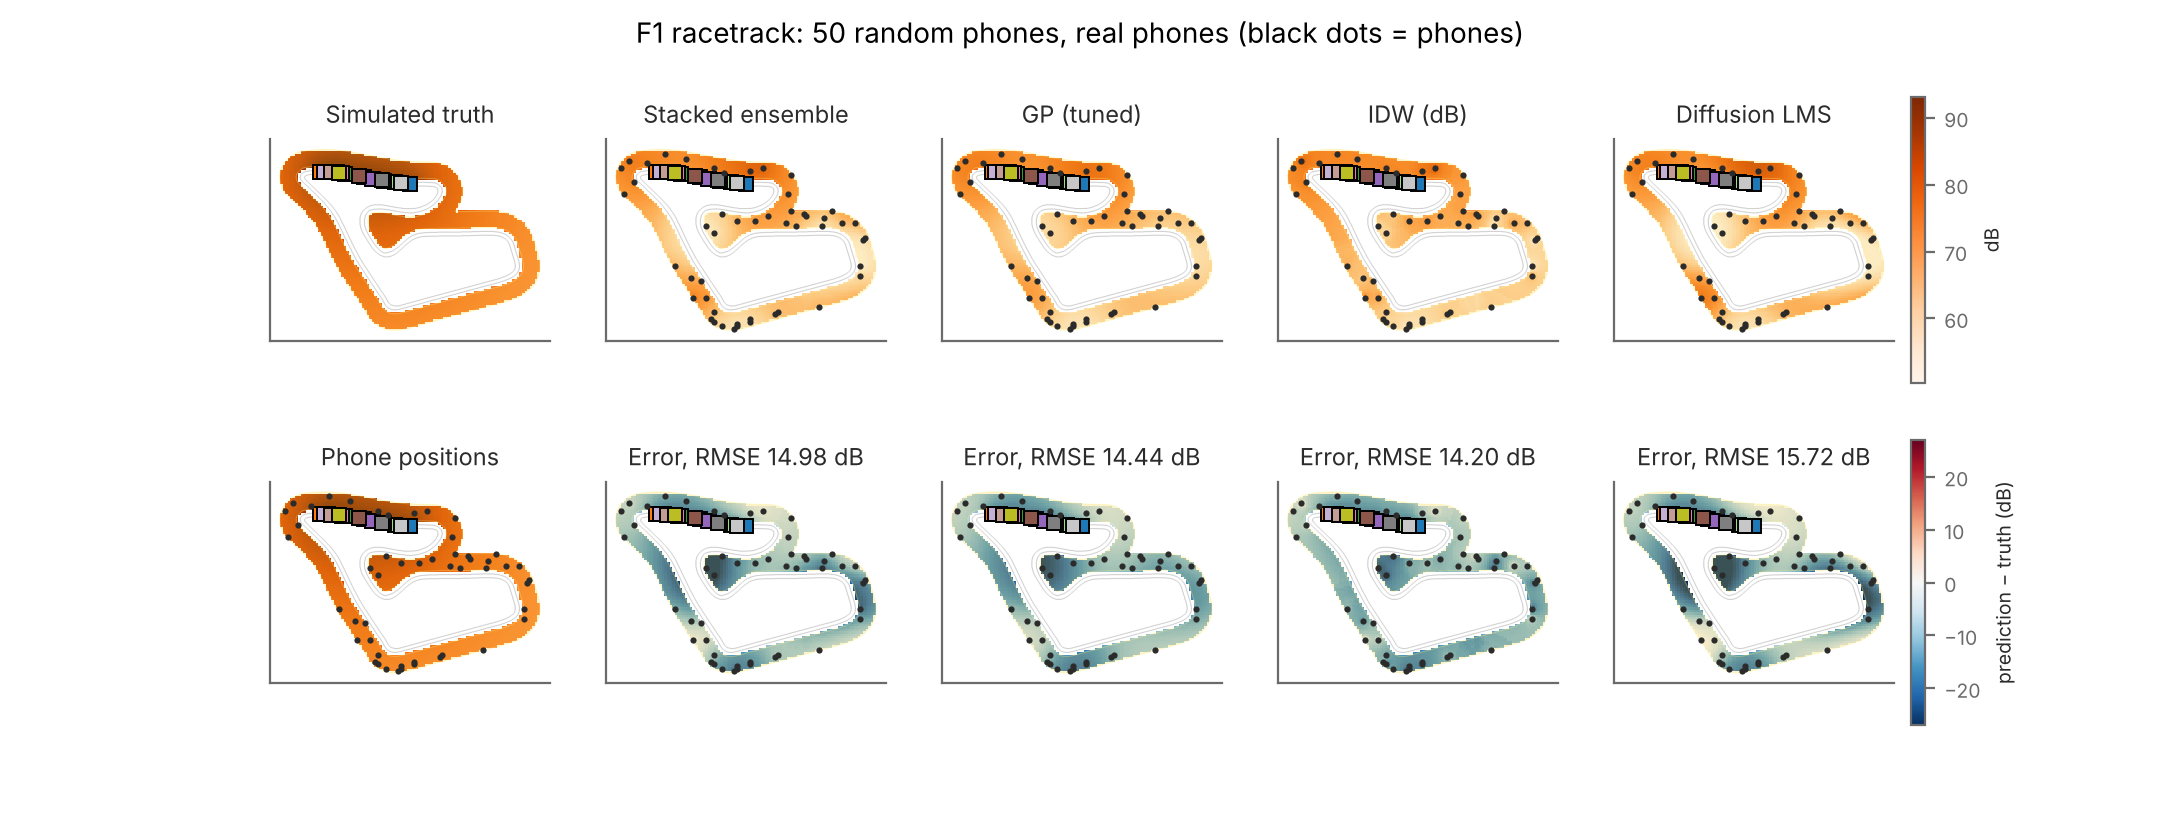 F1 racetrack: 50 random phones, real phones (black dots = phones)
Simulated truth
Stacked ensemble
GP (tuned)
IDW (dB)
Diffusion LMS
90
80
70
60
dB
Phone positions
Error, RMSE 14.98 dB
Error, RMSE 14.44 dB
Error, RMSE 14.20 dB
Error, RMSE 15.72 dB
20
10
0
−10
−20
prediction − truth (dB)